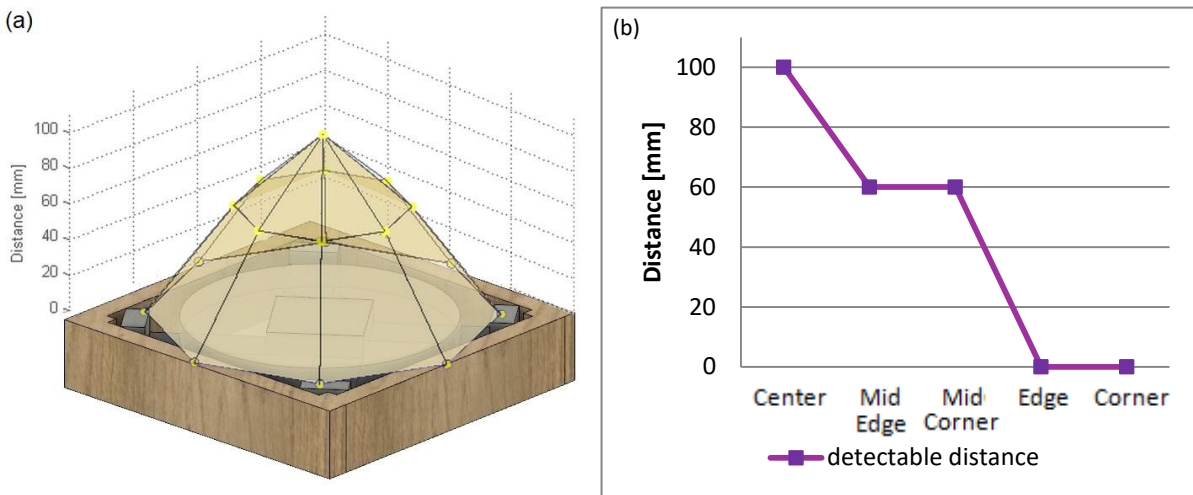 (a)
100
80
60
40
20
0
Distance [mm]
(b)
100
80
60
40
20
0
Distance [mm]
Center
Mid
Edge
Mid
Corner
Edge
Corner
detectable distance